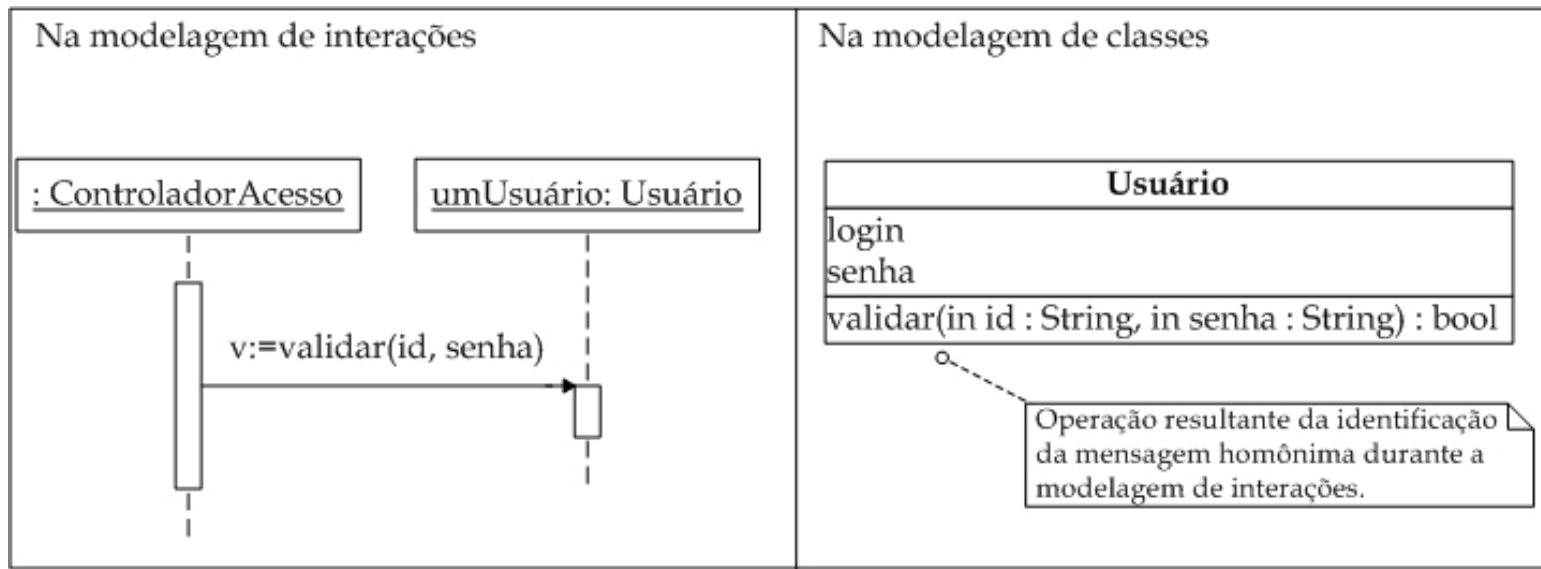 Na modelagem de interações
: ControladorAcesso
umUsuário: Usuário
v:=validar(id, senha)
Na modelagem de classes
Usuário
login
senha
validar(in id : String, in senha : String) : bool
Operação resultante da identificação
da mensagem homônima durante a
modelagem de interações.